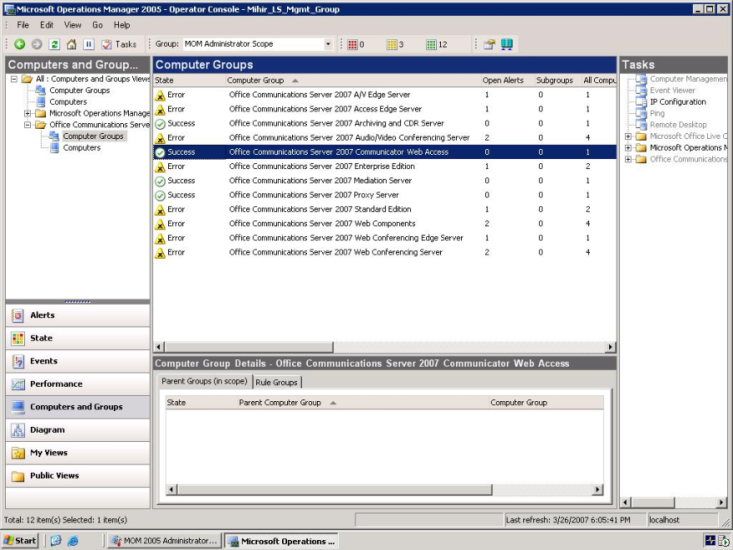 Microsoft Operations Manager 2005 - Operator Console - Mihir_LS_Mgmt_Group
File Edit View Go Help
Tasks Group: MOM Administrator Scope 0 3 12
Computers and Group...
All : Computers and Groups Views
Computer Groups
Computers
Microsoft Operations Manage
Office Communications Serve
Computer Groups
Computers
Alerts
State
Events
Performance
Computers and Groups
Diagram
My Views
Public Views
Computer Groups
State Computer Group Open Alerts Subgroups All Compu
Error Office Communications Server 2007 A/V Edge Server 1 0 1
Error Office Communications Server 2007 Access Edge Server 1 0 1
Success Office Communications Server 2007 Archiving and CDR Server 0 0 1
Error Office Communications Server 2007 Audio/Video Conferencing Server 2 0 4
Success Office Communications Server 2007 Communicator Web Access 0 0 1
Error Office Communications Server 2007 Enterprise Edition 1 0 2
Success Office Communications Server 2007 Mediation Server 0 0 1
Success Office Communications Server 2007 Proxy Server 0 0 1
Error Office Communications Server 2007 Standard Edition 1 0 2
Error Office Communications Server 2007 Web Components 2 0 4
Error Office Communications Server 2007 Web Conferencing Edge Server 1 0 1
Error Office Communications Server 2007 Web Conferencing Server 2 0 4
Computer Group Details - Office Communications Server 2007 Communicator Web Access
Parent Groups (in scope) Rule Groups
State Parent Computer Group Computer Group
Tasks
Computer Managemen
Event Viewer
IP Configuration
Ping
Remote Desktop
Microsoft Office Live C
Microsoft Operations M
Office Communications
Total: 12 item(s) Selected: 1 item(s) Last refresh: 3/26/2007 6:05:41 PM localhost
Start MOM 2005 Administrator... Microsoft Operations ...